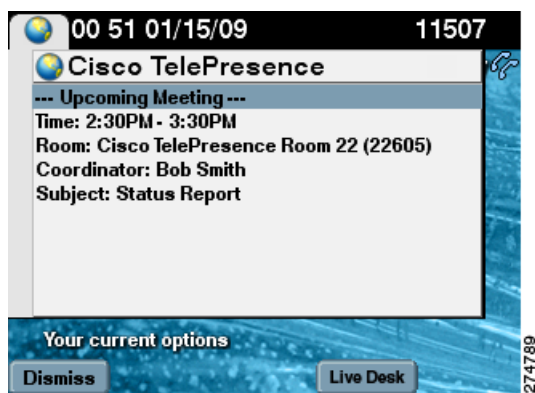 00 51 01/15/09 11507
Cisco TelePresence
--- Upcoming Meeting ---
Time: 2:30PM - 3:30PM
Room: Cisco TelePresence Room 22 (22605)
Coordinator: Bob Smith
Subject: Status Report
Your current options
Dismiss Live Desk
274789